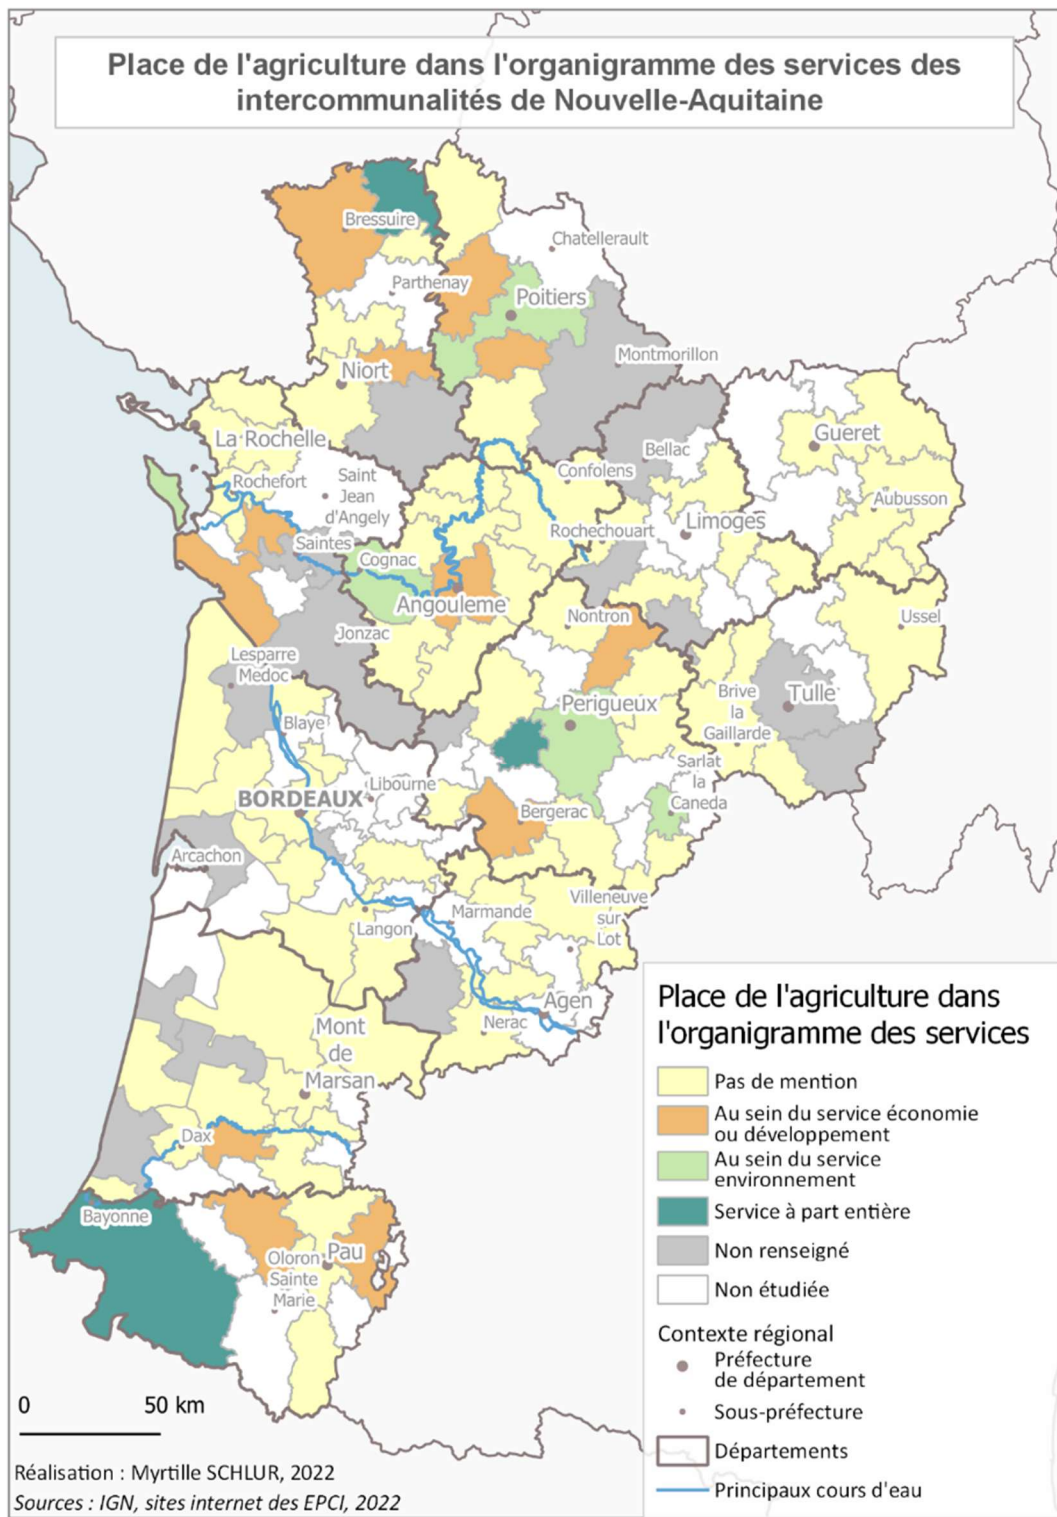 Place de l'agriculture dans l'organigramme des services des
intercommunalités de Nouvelle-Aquitaine
Bressuire
Chatellerault
Parthenay
Poitiers
Montmorillon
Niort
La Rochelle
Gueret
Bellac
Confolens
Rochefort
Saint
Jean
d'Angely
Aubusson
Limoges
Rochechouart
Saintes
Cognac
Angouleme
Nontron
Ussel
Jonzac
Lesparre
Medoc
Perigueux
Brive
la
Gaillarde
Tulle
Blaye
Sarlat
la
Caneda
Libourne
BORDEAUX
Bergerac
Arcachon
Villeneuve
sur
Lot
Marmande
Langon
Agen
Nerac
Mont
de
Marsan
Dax
Bayonne
Pau
Oloron
Sainte
Marie
Place de l'agriculture dans
l'organigramme des services
Pas de mention
Au sein du service économie
ou développement
Au sein du service
environnement
Service à part entière
Non renseigné
Non étudiée
Contexte régional
Préfecture
de département
Sous-préfecture
Départements
Principaux cours d'eau
0 50 km
Réalisation : Myrtille SCHLUR, 2022
Sources : IGN, sites internet des EPCI, 2022